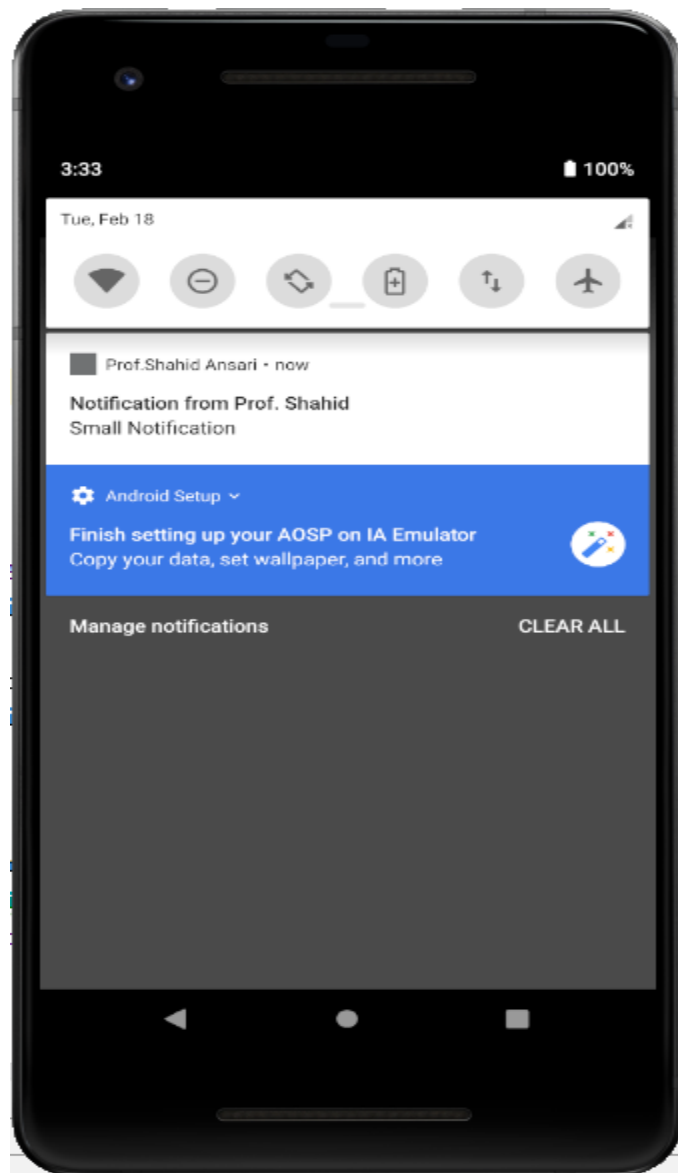 3:33 100%
Tue, Feb 18
Prof.Shahid Ansari • now
Notification from Prof. Shahid
Small Notification
Android Setup
Finish setting up your AOSP on IA Emulator
Copy your data, set wallpaper, and more
Manage notifications CLEAR ALL